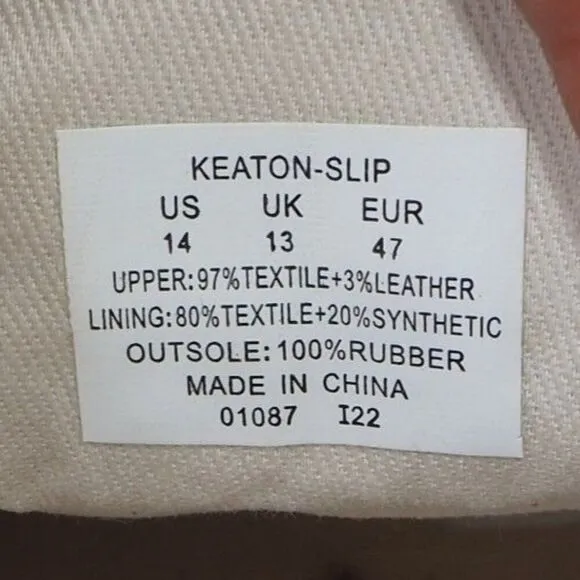 KEATON-SLIP
US UK EUR
14 13 47
UPPER:97%TEXTILE+3%LEATHER
LINING:80%TEXTILE+20%SYNTHETIC
OUTSOLE:100%RUBBER
MADE IN CHINA
01087 I22